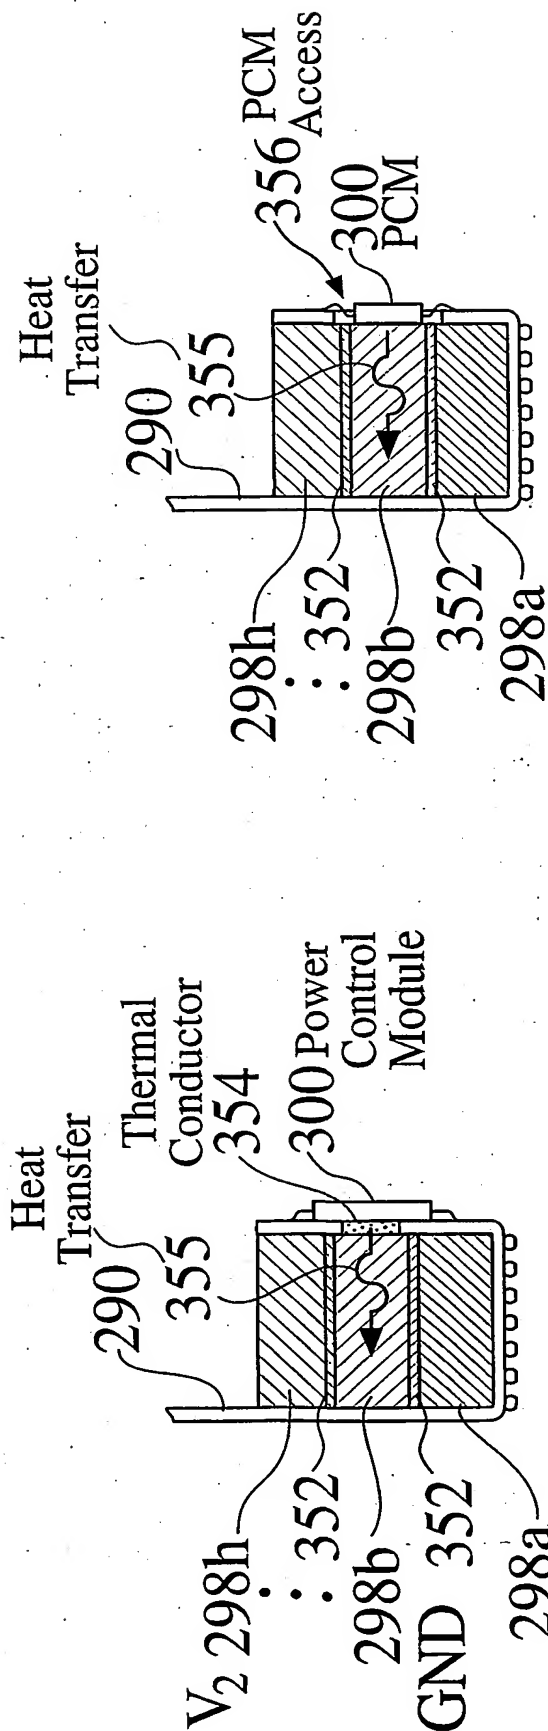 Heat
Transfer
290
355
Thermal
Conductor
354
300 Power
Control
Module
V2 298h
352
298b
GND 352
298a
Heat
Transfer
290
355
356 PCM
Access
300
PCM
298h
352
298b
352
298a